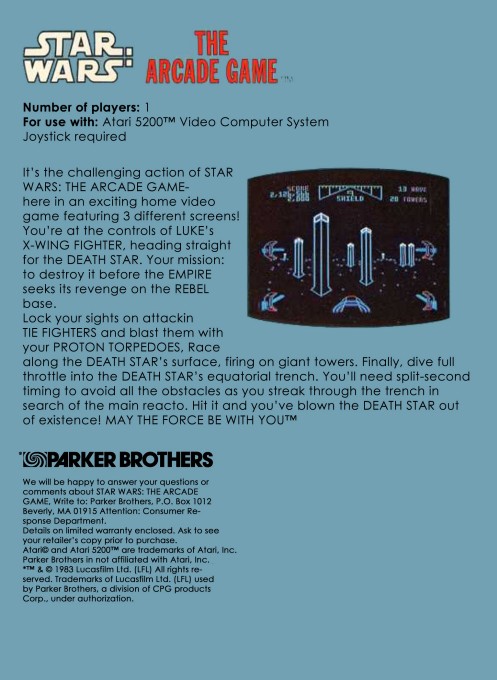 STAR WARS THE ARCADE GAME™
Number of players: 1
For use with: Atari 5200™ Video Computer System
Joystick required
It's the challenging action of STAR
WARS: THE ARCADE GAME-
here in an exciting home video
game featuring 3 different screens!
You're at the controls of LUKE's
X-WING FIGHTER, heading straight
for the DEATH STAR. Your mission:
to destroy it before the EMPIRE
seeks its revenge on the REBEL
base.
Lock your sights on attackin
TIE FIGHTERS and blast them with
your PROTON TORPEDOES, Race
along the DEATH STAR's surface, firing on giant towers. Finally, dive full
throttle into the DEATH STAR's equatorial trench. You'll need split-second
timing to avoid all the obstacles as you streak through the trench in
search of the main reacto. Hit it and you've blown the DEATH STAR out
of existence! MAY THE FORCE BE WITH YOU™
SCORE
SHIELD
13 WAVE
20 TOWERS
PARKER BROTHERS
We will be happy to answer your questions or
comments about STAR WARS: THE ARCADE
GAME, Write to: Parker Brothers, P.O. Box 1012
Beverly, MA 01915 Attention: Consumer Re-
sponse Department.
Details on limited warranty enclosed. Ask to see
your retailer's copy prior to purchase.
Atari© and Atari 5200™ are trademarks of Atari, Inc.
Parker Brothers in not affiliated with Atari, Inc.
*™ & © 1983 Lucasfilm Ltd. (LFL) All rights re-
served. Trademarks of Lucasfilm Ltd. (LFL) used
by Parker Brothers, a division of CPG products
Corp., under authorization.